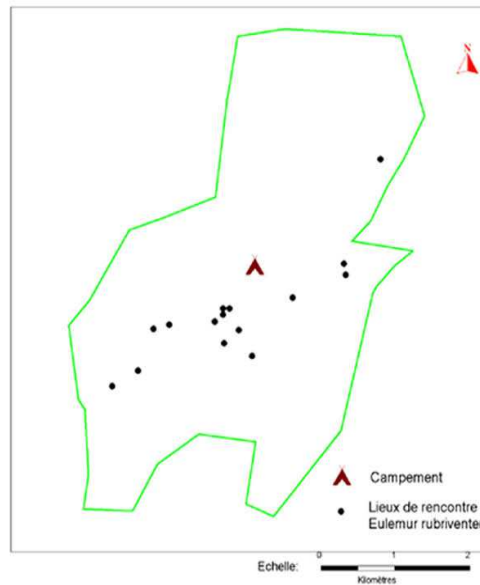 N
Campement
Lieux de rencontre
Eulemur rubriventer
Echelle:
0 1 2
Kilomètres